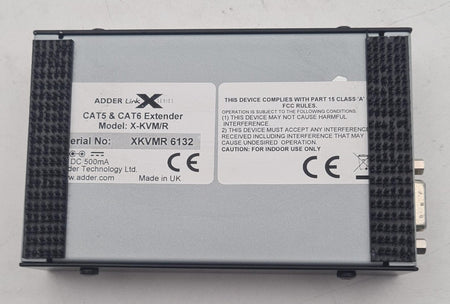 ADDER Link X SERIES
CAT5 & CAT6 Extender
Model: X-KVM/R
erial No: XKVMR 6132
DC 500mA
der Technology Ltd.
w.adder.com Made in UK
CE
THIS DEVICE COMPLIES WITH PART 15 CLASS 'A'
FCC RULES.
OPERATION IS SUBJECT TO THE FOLLOWING CONDITIONS.
(1) THIS DEVICE MAY NOT CAUSE HARMFUL
INTERFERENCE.
2) THIS DEVICE MUST ACCEPT ANY INTERFERENCE
RECEIVED INCLUDING INTERFERENCE THAT MAY
CAUSE UNDESIRED OPERATION.
CAUTION: FOR INDOOR USE ONLY
CE